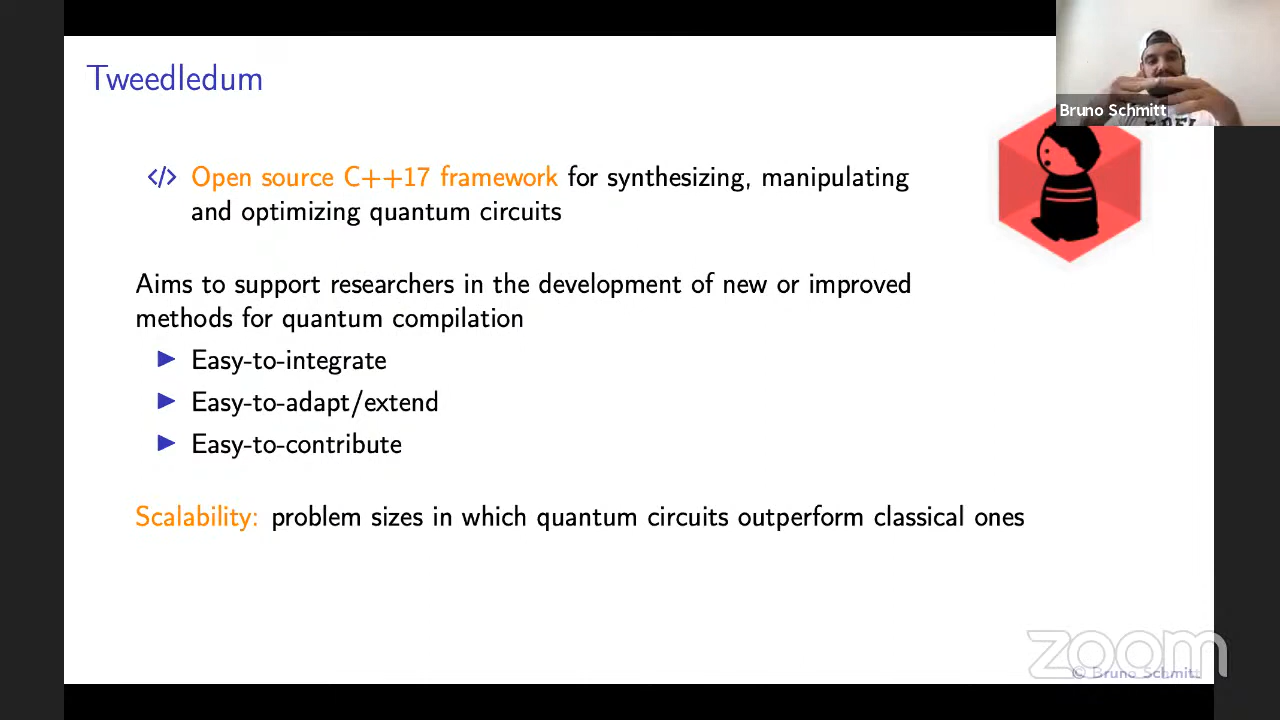 Tweedledum
Bruno Schmitt
</> Open source C++17 framework for synthesizing, manipulating
and optimizing quantum circuits
Aims to support researchers in the development of new or improved
methods for quantum compilation
▶ Easy-to-integrate
▶ Easy-to-adapt/extend
▶ Easy-to-contribute
Scalability: problem sizes in which quantum circuits outperform classical ones
zoom
© Bruno Schmitt